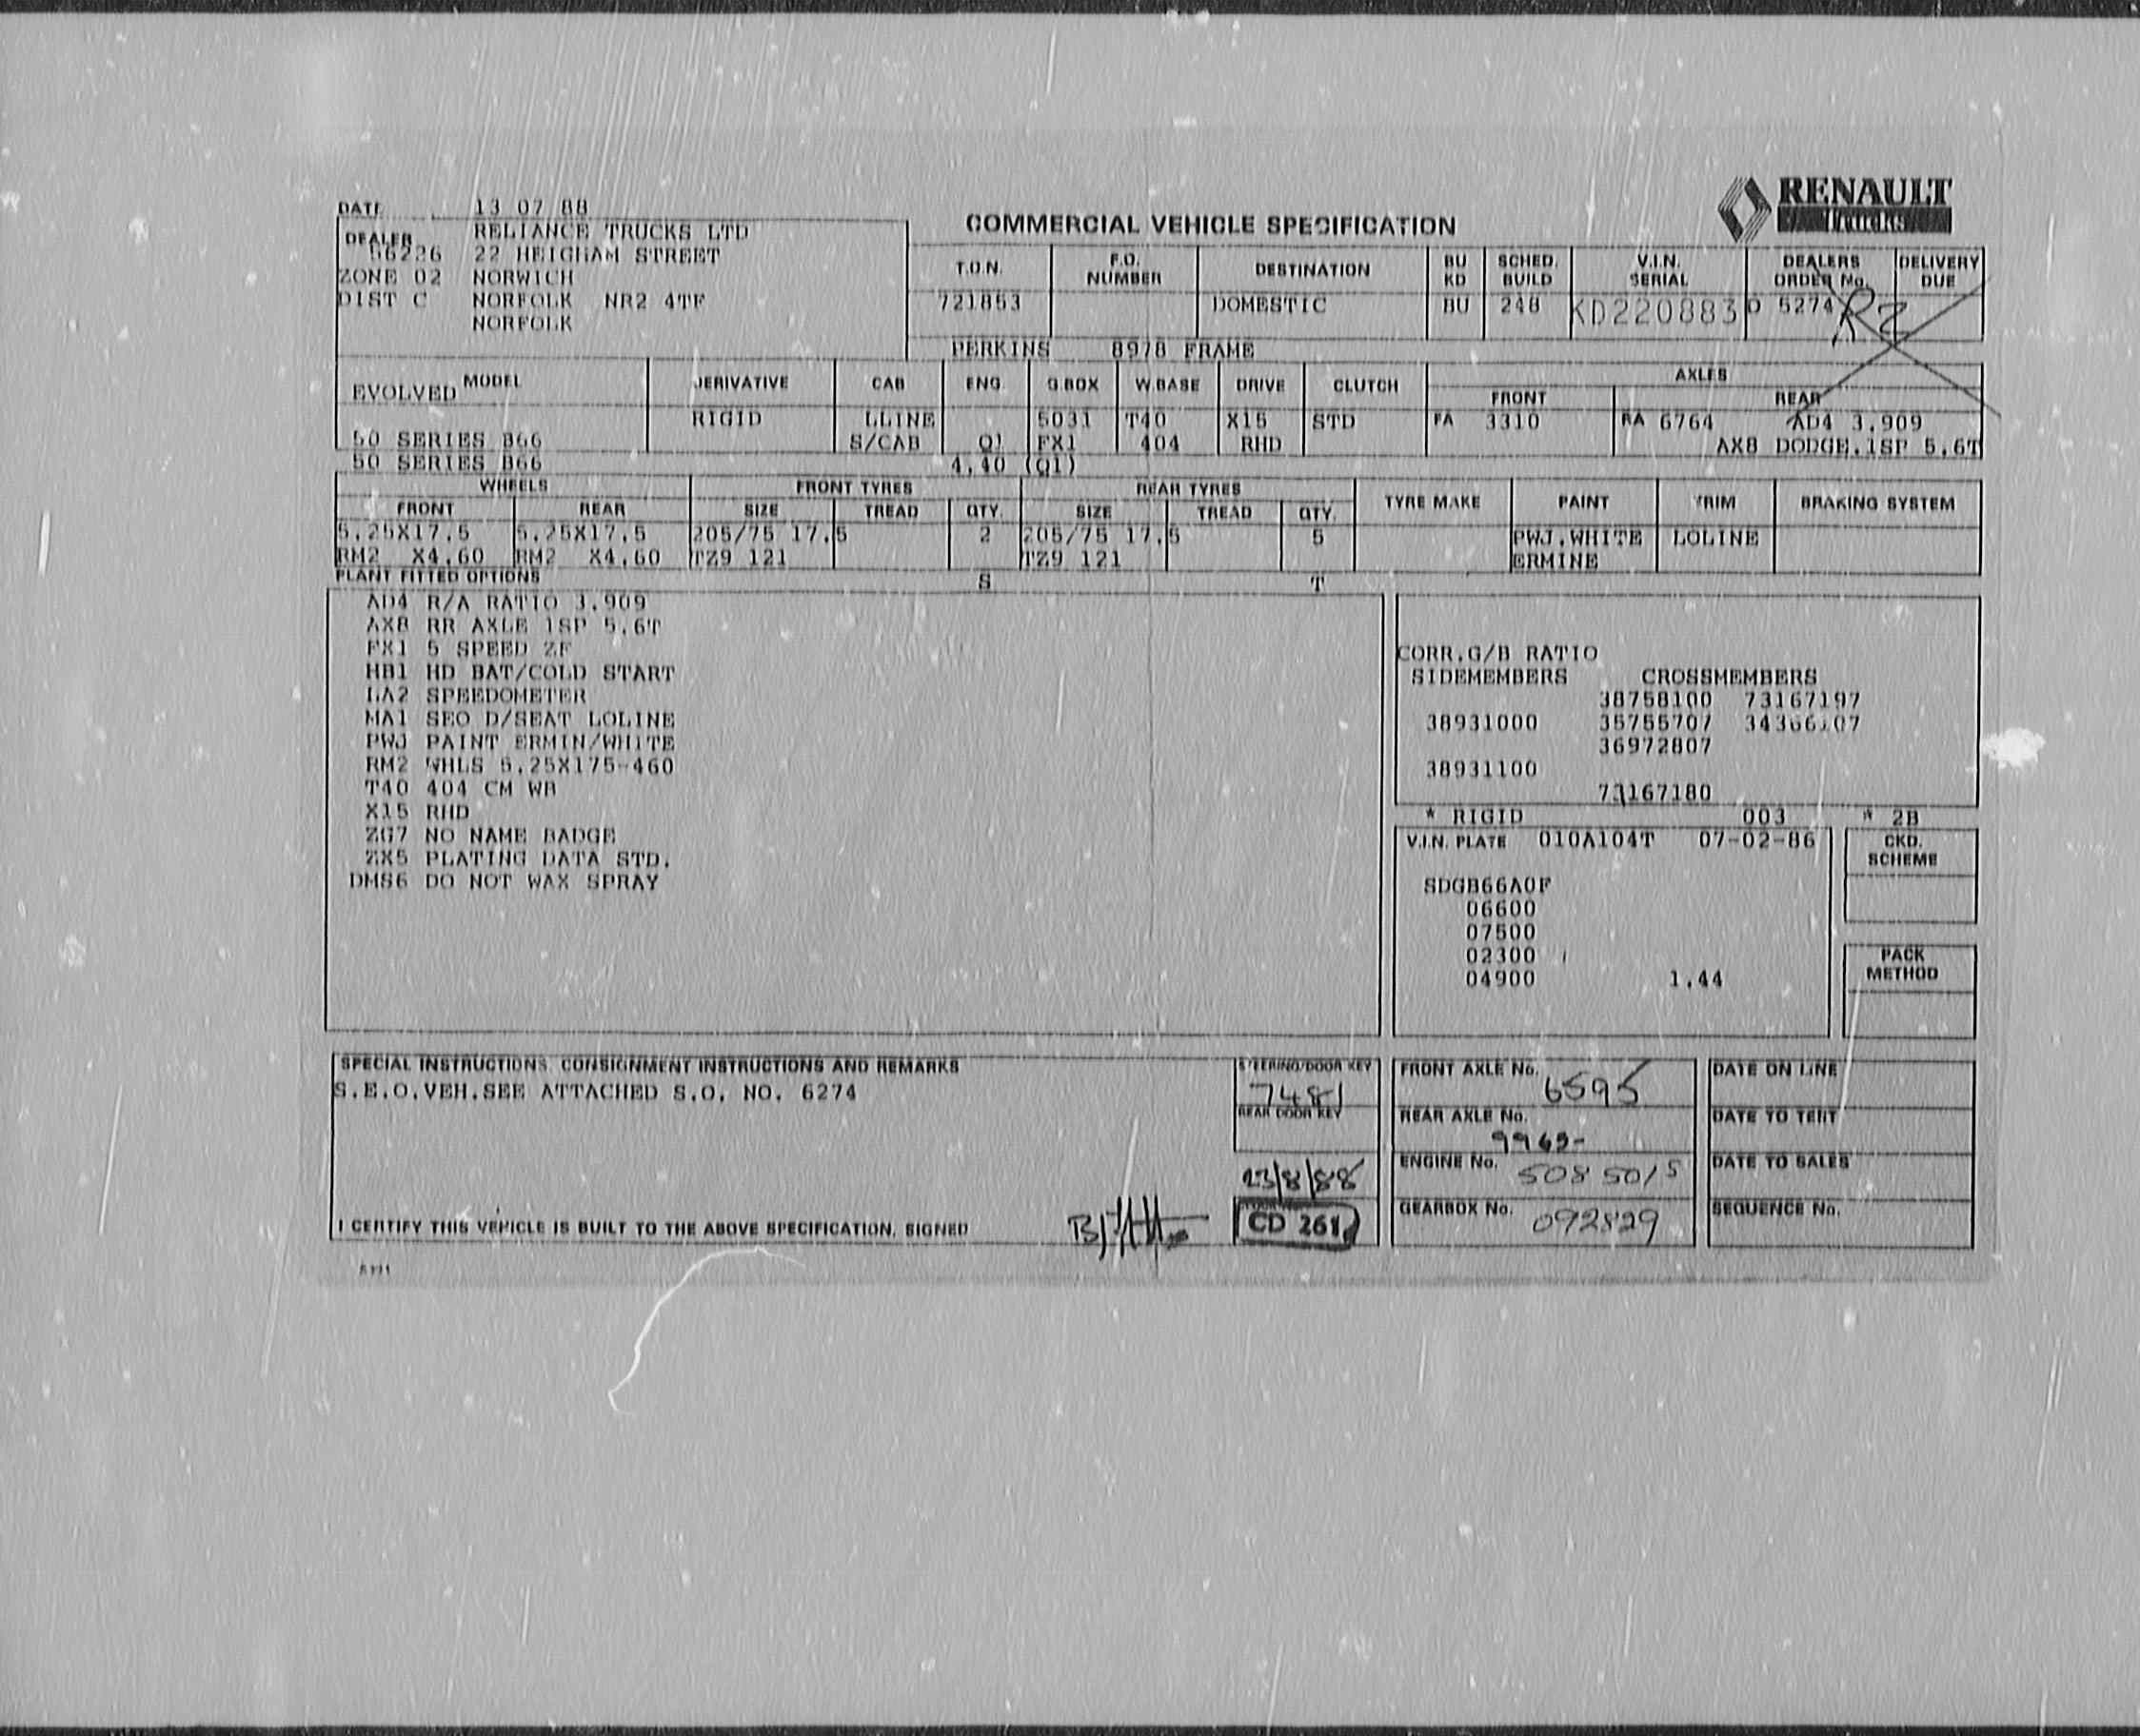 RENAULT
Trucks
DATE 13 07 88
COMMERCIAL VEHICLE SPECIFICATION
DEALER RELIANCE TRUCKS LTD
56226 22 HEIGHAM STREET
ZONE 02 NORWICH
DIST C NORFOLK NR2 4TF
NORFOLK
T.O.N. F.O. NUMBER DESTINATION BU KD SCHED. BUILD V.I.N. SERIAL DEALERS ORDER No. DELIVERY DUE
721853 DOMESTIC BU 248 KD220883 D 5274 R2
PERKINS 8978 FRAME
MODEL DERIVATIVE CAB ENG. G.BOX W.BASE DRIVE CLUTCH AXLES
EVOLVED FRONT REAR
RIGID LLINE 5031 T40 X15 STD FA 3310 RA 6764 AD4 3.909
50 SERIES B66 S/CAB Q1 FX1 404 RHD AX8 DODGE.1SP 5.6T
50 SERIES B66 4.40 (Q1)
WHEELS FRONT TYRES REAR TYRES TYRE MAKE PAINT TRIM BRAKING SYSTEM
FRONT REAR SIZE TREAD QTY. SIZE TREAD QTY.
5.25X17.5 5.25X17.5 205/75 17.5 2 205/75 17.5 5 PWJ.WHITE LOLINE
RM2 X4.60 RM2 X4.60 TZ9 121 TZ9 121 ERMINE
PLANT FITTED OPTIONS S T
AD4 R/A RATIO 3.909
AX8 RR AXLE 1SP 5.6T
FX1 5 SPEED ZF
HB1 HD BAT/COLD START
LA2 SPEEDOMETER
MA1 SEO D/SEAT LOLINE
PWJ PAINT ERMIN/WHITE
RM2 WHLS 5.25X175-460
T40 404 CM WB
X15 RHD
ZG7 NO NAME BADGE
ZX5 PLATING DATA STD.
DMS6 DO NOT WAX SPRAY
CORR.G/B RATIO
SIDEMEMBERS CROSSMEMBERS
38758100 73167197
38931000 35755707
36972807
38931100
73167180
* RIGID 003 * 2B
V.I.N. PLATE 010A104T 07-02-86
CKD. SCHEME
SDGB66A0F
06600
07500
02300
04900 1.44
PACK METHOD
SPECIAL INSTRUCTIONS, CONSIGNMENT INSTRUCTIONS AND REMARKS
S.E.O.VEH.SEE ATTACHED S.O. NO. 6274
STEERING/DOOR KEY
7481
REAR DOOR KEY
23/8/88
CD 261
FRONT AXLE No. 6595
REAR AXLE No. 9969-
ENGINE No. 5085015
GEARBOX No. 092829
DATE ON LINE
DATE TO TEST
DATE TO SALES
SEQUENCE No.
I CERTIFY THIS VEHICLE IS BUILT TO THE ABOVE SPECIFICATION. SIGNED